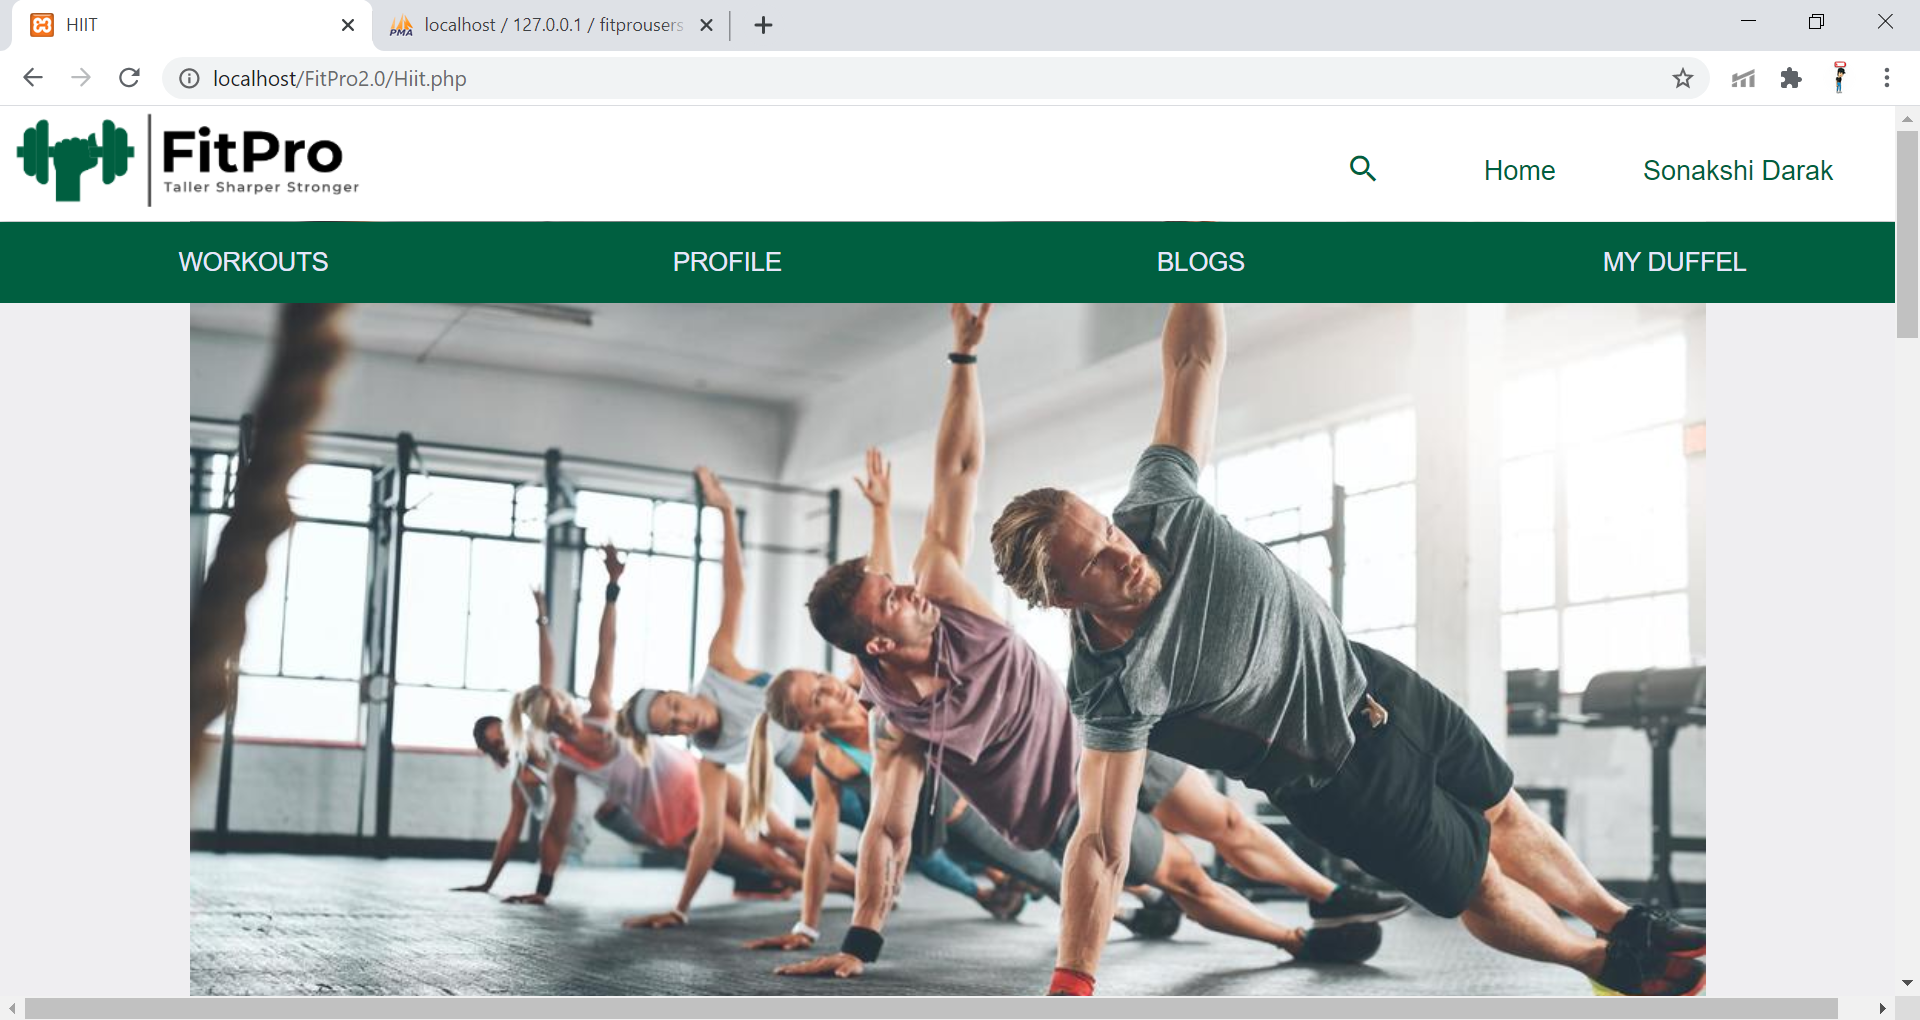 HIIT
PMA
localhost / 127.0.0.1 / fitprousers
localhost/FitPro2.0/Hiit.php
FitPro
Taller Sharper Stronger
Home
Sonakshi Darak
WORKOUTS
PROFILE
BLOGS
MY DUFFEL